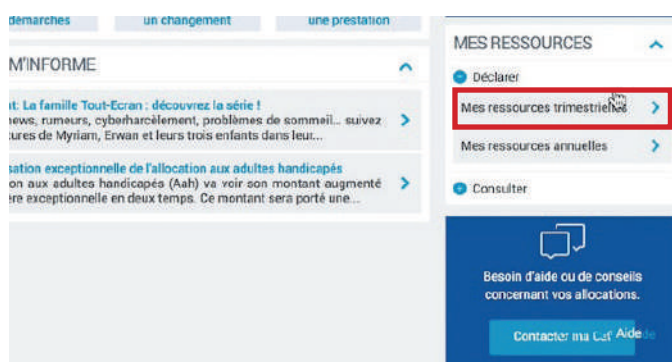 démarches
un changement
une prestation
M'INFORME
t: La famille Tout-Ecran : découvrez la série !
news, rumeurs, cyberharcèlement, problèmes de sommeil... suivez
tures de Myriam, Erwan et leurs trois enfants dans leur...
sation exceptionnelle de l'allocation aux adultes handicapés
on aux adultes handicapés (Aah) va voir son montant augmenté
ère exceptionnelle en deux temps. Ce montant sera porté une...
MES RESSOURCES
Déclarer
Mes ressources trimestrielles
Mes ressources annuelles
Consulter
Besoin d'aide ou de conseils
concernant vos allocations.
Contacter ma Caf Aide